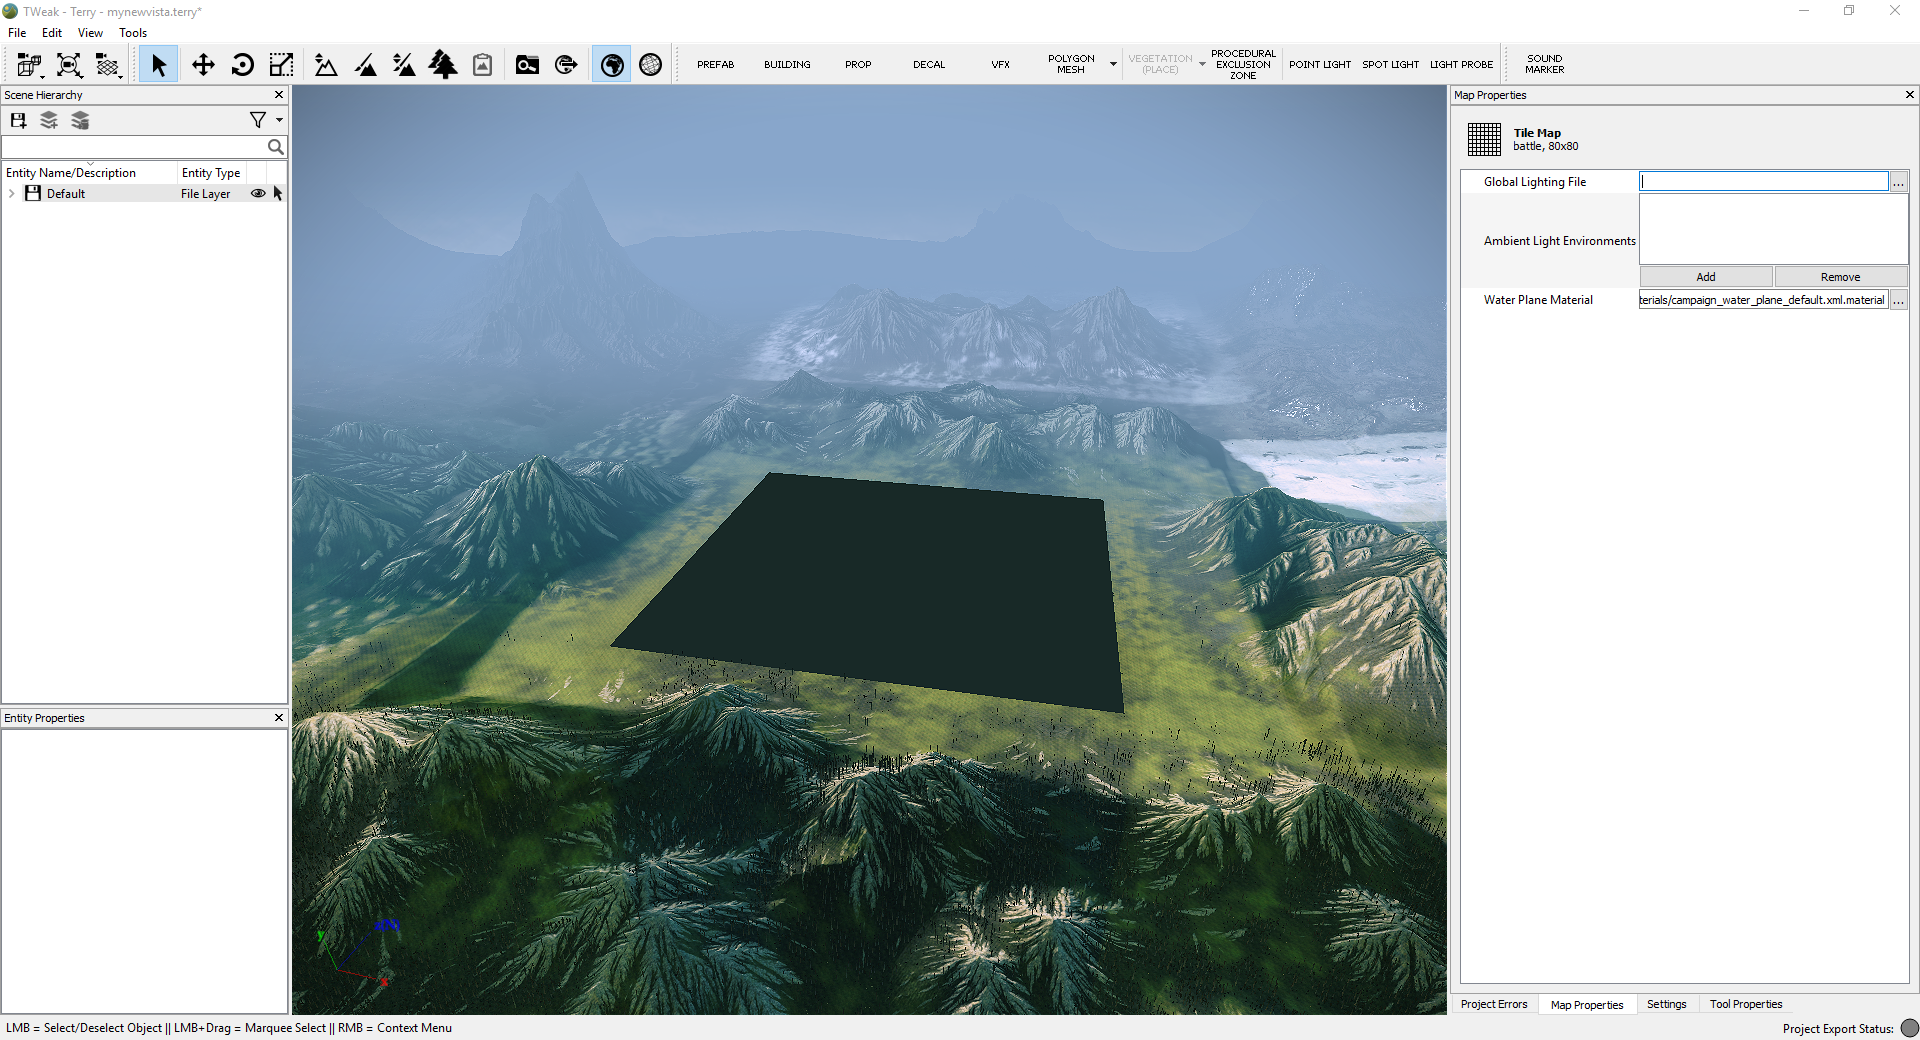 TWeak - Terry - mynewvista.terry*
File Edit View Tools
PREFAB BUILDING PROP DECAL VFX POLYGON MESH VEGETATION (PLACE) PROCEDURAL EXCLUSION ZONE POINT LIGHT SPOT LIGHT LIGHT PROBE SOUND MARKER
Scene Hierarchy
Entity Name/Description Entity Type
Default File Layer
Entity Properties
Map Properties
Tile Map
battle, 80x80
Global Lighting File
...
Ambient Light Environments
Add Remove
Water Plane Material terials/campaign_water_plane_default.xml.material ...
y
x
Project Errors Map Properties Settings Tool Properties
LMB = Select/Deselect Object || LMB+Drag = Marquee Select || RMB = Context Menu
Project Export Status: